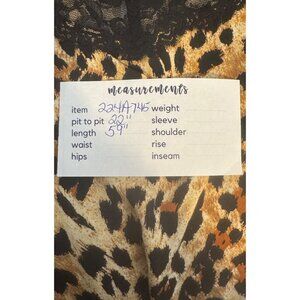 measurements
item 224A745 weight
pit to pit 22" sleeve
length 59" shoulder
waist rise
hips inseam